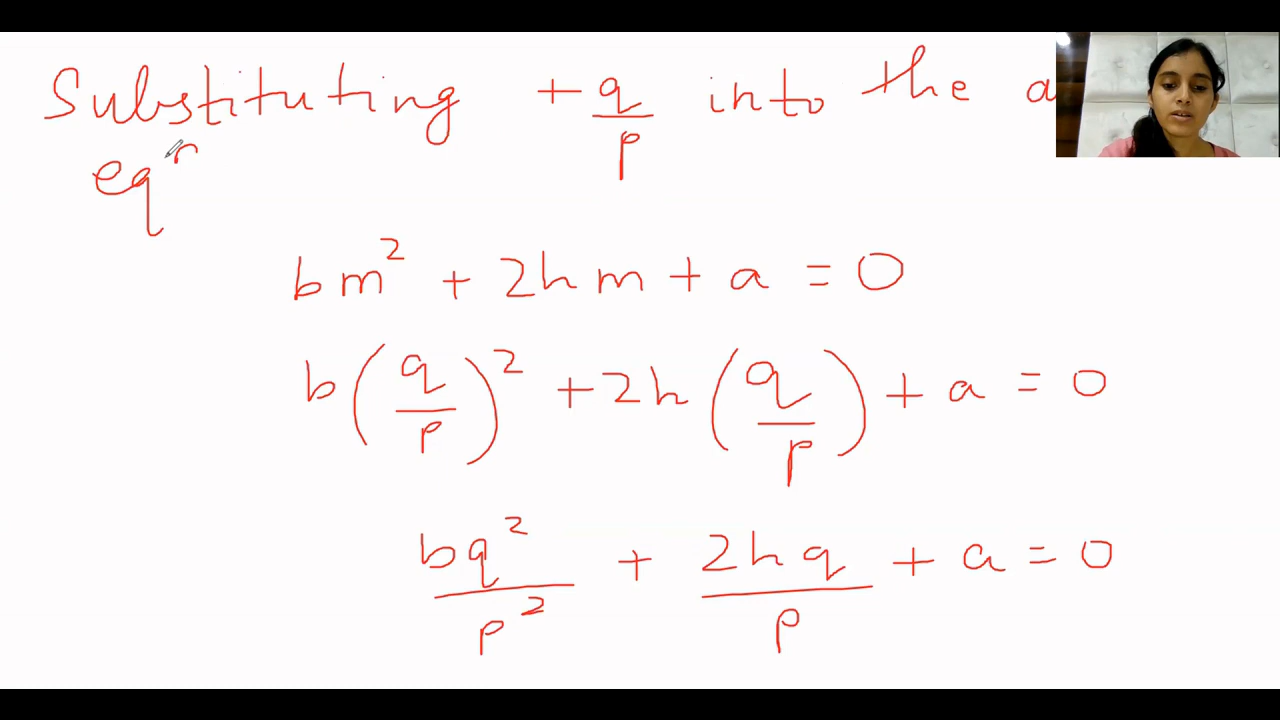 Substituting + q/p into the a
eqⁿ
bm² + 2hm + a = 0
b(q/p)² + 2h(q/p) + a = 0
bq²/p² + 2hq/p + a = 0